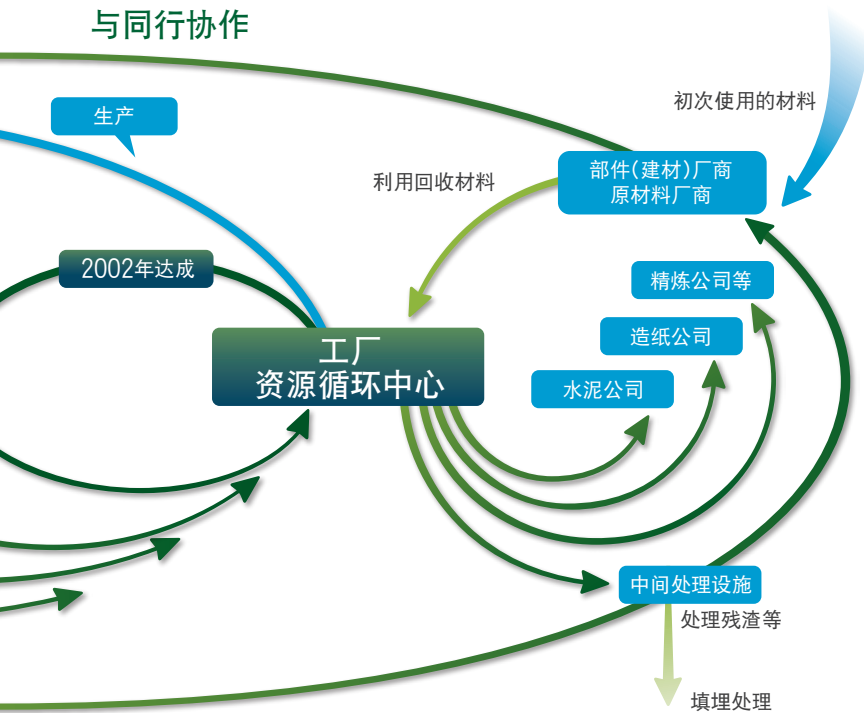 与同行协作
初次使用的材料
生产
部件(建材)厂商
原材料厂商
利用回收材料
2002年达成
精炼公司等
造纸公司
工厂
资源循环中心
水泥公司
中间处理设施
处理残渣等
填埋处理